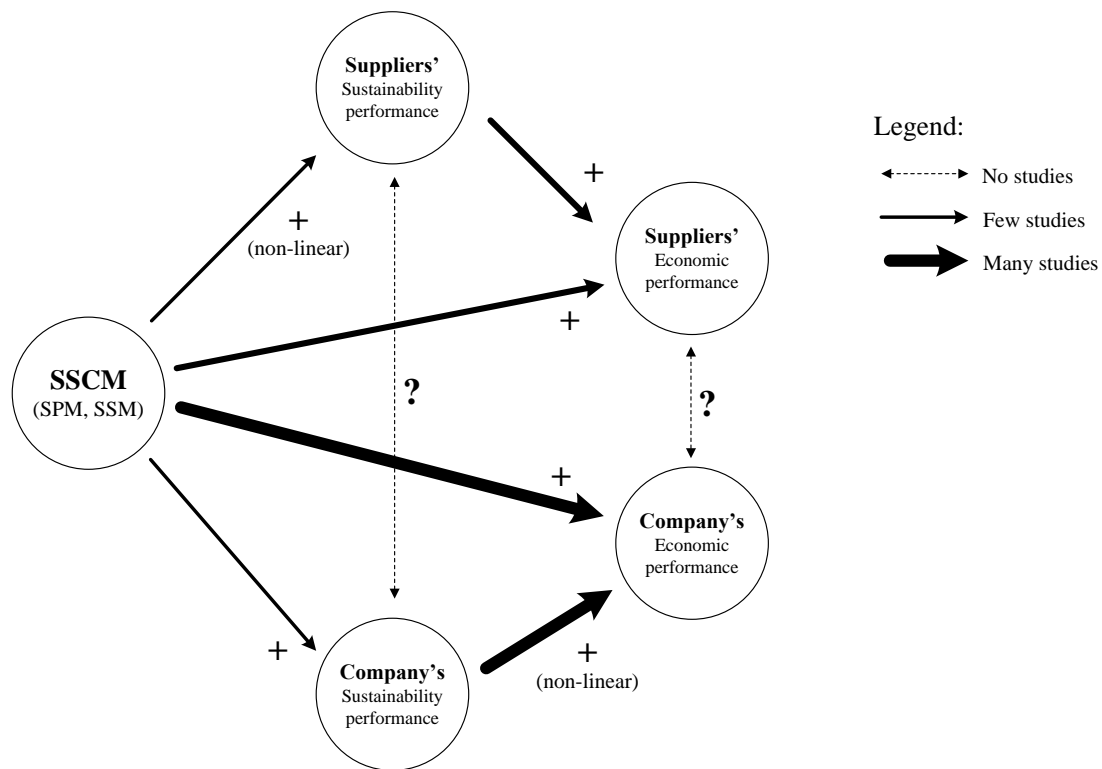 Suppliers’
Sustainability
performance
Legend:
No studies
Few studies
Many studies
+
+
(non-linear)
Suppliers’
Economic
performance
+
SSCM
(SPM, SSM)
?
?
+
Company’s
Economic
performance
+
Company’s
Sustainability
performance
+
(non-linear)